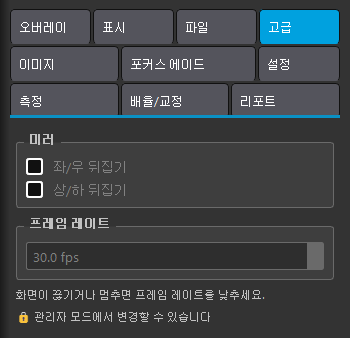 오버레이 표시 파일 고급
이미지 포커스 에이드 설정
측정 배율/교정 리포트
미러
좌/우 뒤집기
상/하 뒤집기
프레임 레이트
30.0 fps
화면이 끊기거나 멈추면 프레임 레이트를 낮추세요.
관리자 모드에서 변경할 수 있습니다